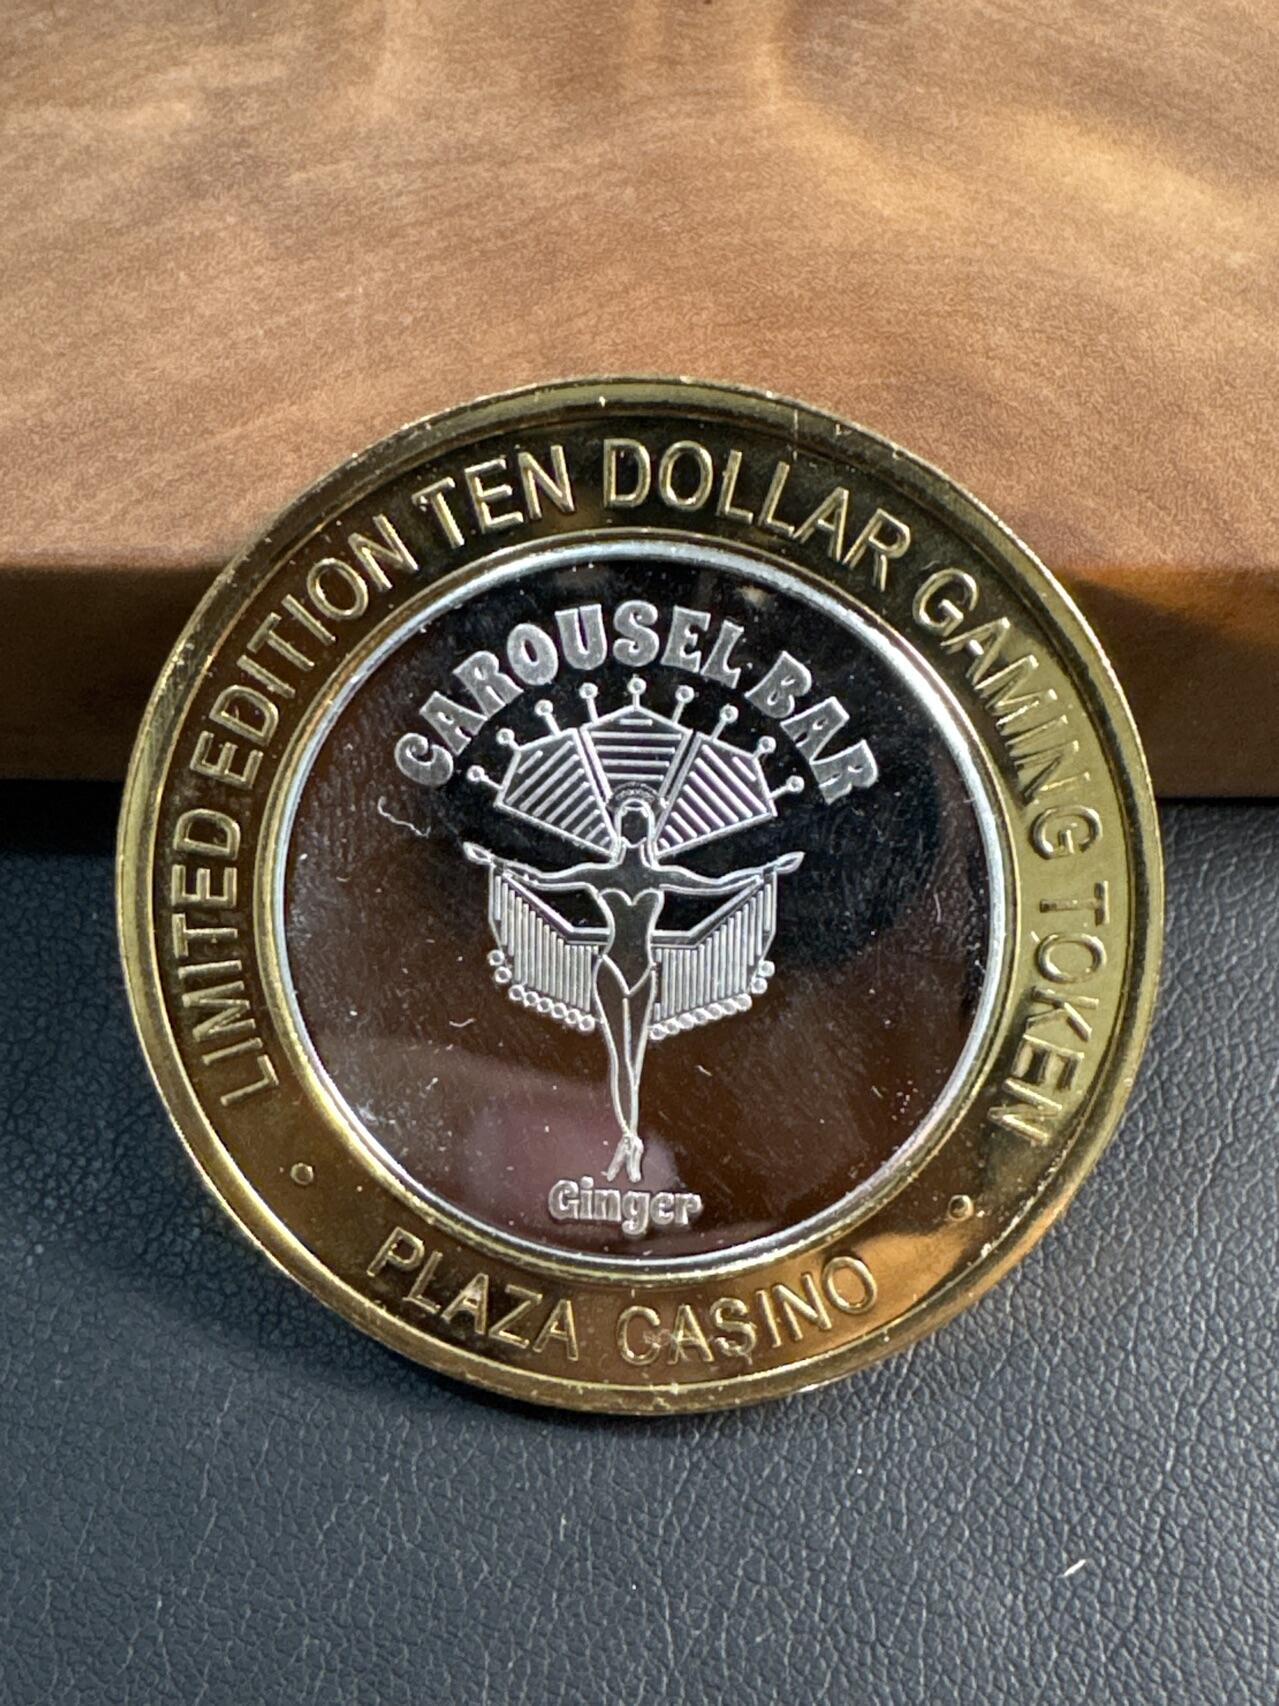 LIMITED EDITION TEN DOLLAR GAMING TOKEN
CAROUSEL BAR
Ginger
• PLAZA CASINO •